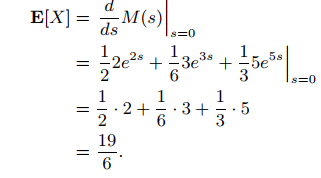 E[X] = d/ds M(s)|_{s=0}
= 1/2 2e^{2s} + 1/6 3e^{3s} + 1/3 5e^{5s}|_{s=0}
= 1/2 · 2 + 1/6 · 3 + 1/3 · 5
= 19/6.